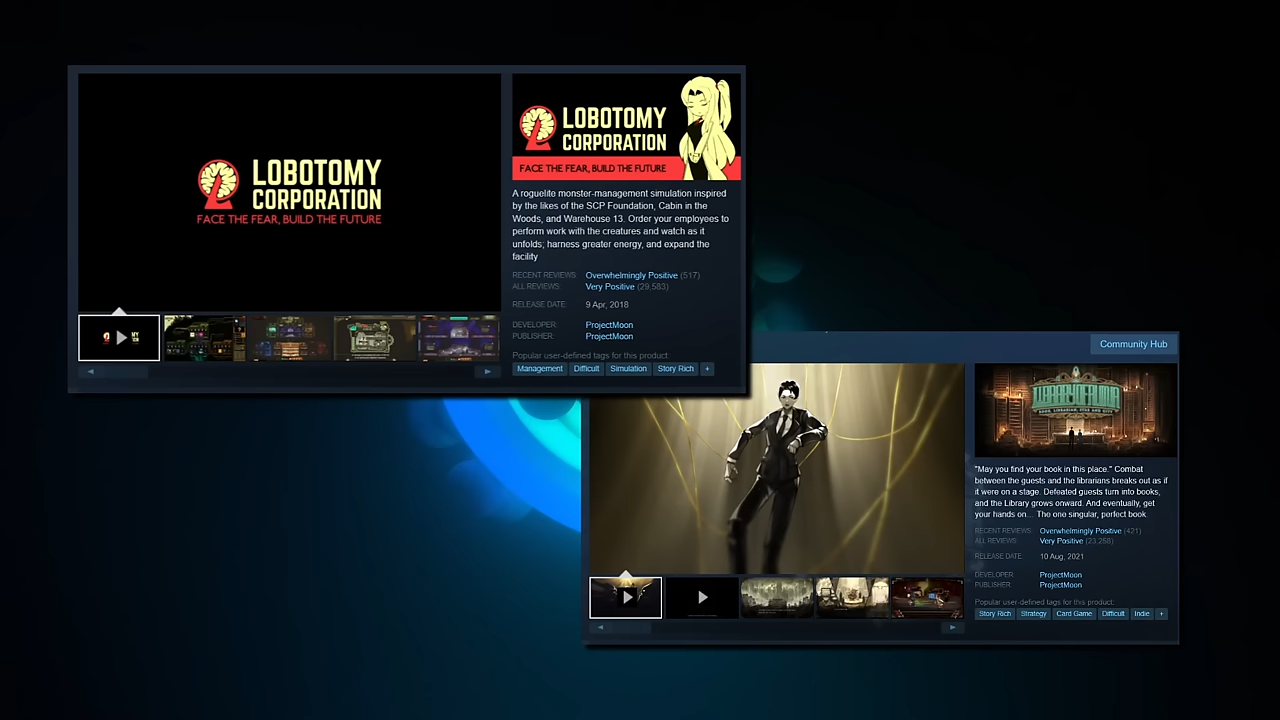 LOBOTOMY
CORPORATION
FACE THE FEAR, BUILD THE FUTURE
LOBOTOMY
CORPORATION
FACE THE FEAR, BUILD THE FUTURE
A roguelite monster-management simulation inspired
by the likes of the SCP Foundation, Cabin in the
Woods, and Warehouse 13. Order your employees to
perform work with the creatures and watch as it
unfolds; harness greater energy, and expand the
facility
RECENT REVIEWS: Overwhelmingly Positive (517)
ALL REVIEWS: Very Positive (29,583)
RELEASE DATE: 9 Apr, 2018
DEVELOPER: ProjectMoon
PUBLISHER: ProjectMoon
Popular user-defined tags for this product:
Management Difficult Simulation Story Rich +
Community Hub
LIBRARY OF RUINA
"May you find your book in this place." Combat
between the guests and the librarians breaks out as if
it were on a stage. Defeated guests turn into books,
and the Library grows onward. And eventually, get
your hands on... The one singular, perfect book
RECENT REVIEWS: Overwhelmingly Positive (421)
ALL REVIEWS: Very Positive (23,258)
RELEASE DATE: 10 Aug, 2021
DEVELOPER: ProjectMoon
PUBLISHER: ProjectMoon
Popular user-defined tags for this product:
Story Rich Strategy Card Game Difficult Indie +